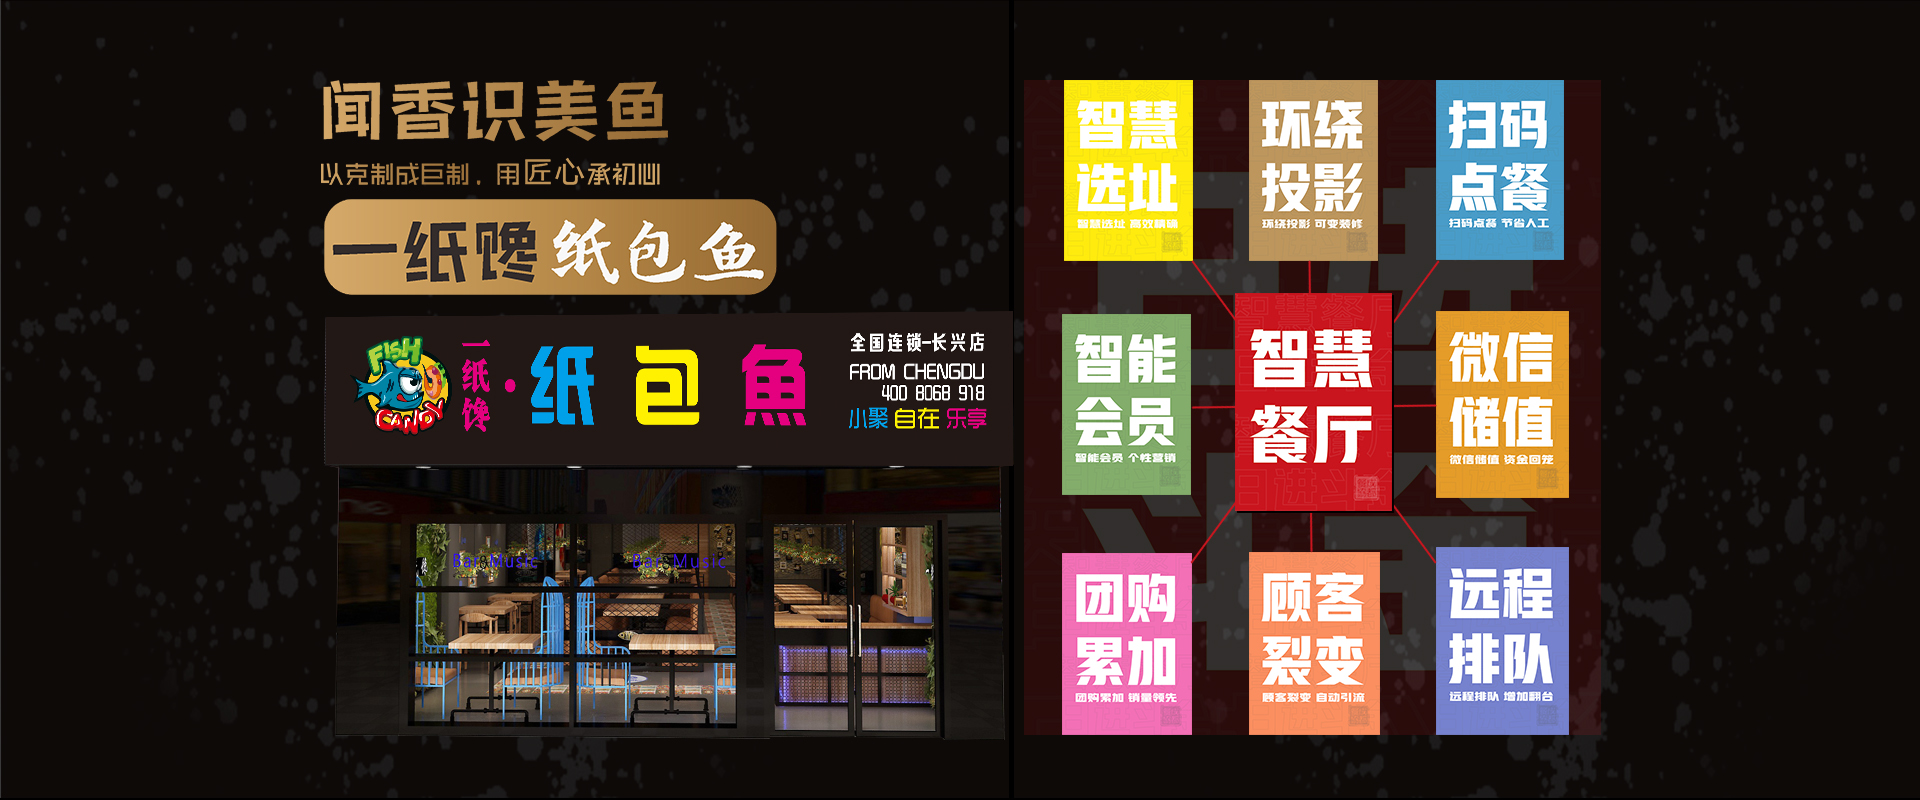 闻香识美鱼
以克制成巨制，用匠心承初心
一纸馋 纸包鱼
FISH
CANDY
一纸馋·纸包魚
全国连锁-长兴店
FROM CHENGDU
400 8068 918
小聚 自在 乐享
Bar Music
Bar Music
智慧
选址
智慧选址 高效精准
环绕
投影
环绕投影 可变装修
扫码
点餐
扫码点餐 节省人工
智能
会员
智能会员 个性营销
智慧
餐厅
微信
储值
微信储值 资金回笼
团购
累加
团购累加 销量领先
顾客
裂变
顾客裂变 自动引流
远程
排队
远程排队 增加翻台